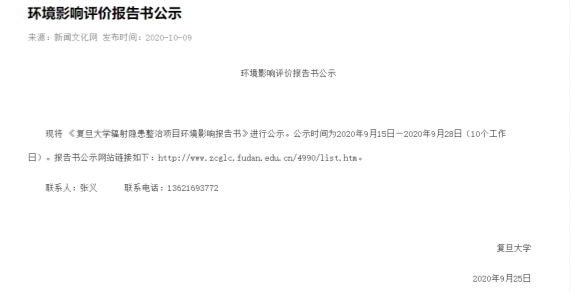 环境影响评价报告书公示
来源：新闻文化网 发布时间：2020-10-09
环境影响评价报告书公示
现将 《复旦大学辐射隐患整治项目环境影响报告书》进行公示。公示时间为2020年9月15日—2020年9月28日（10个工作
日）。报告书公示网站链接如下：http://www.zcglc.fudan.edu.cn/4990/list.htm。
联系人：张义 联系电话：13621693772
复旦大学
2020年9月25日